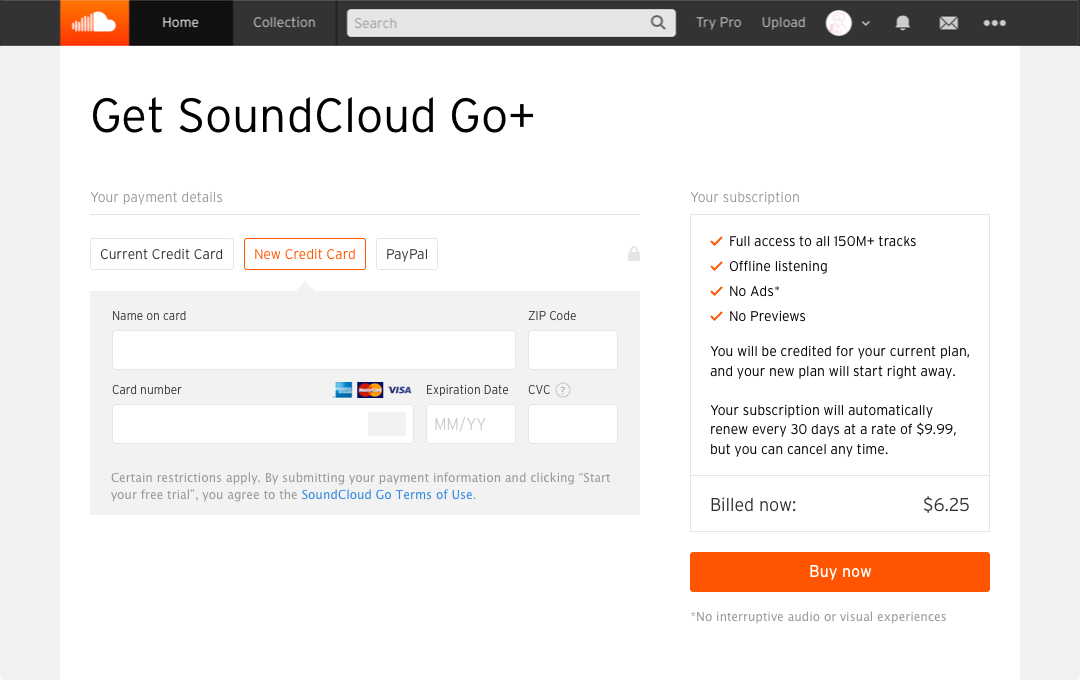 Home
Collection
Search
Try Pro
Upload
Get SoundCloud Go+
Your payment details
Current Credit Card
New Credit Card
PayPal
Name on card
ZIP Code
Card number
MasterCard
VISA
Expiration Date
CVC ?
MM/YY
Certain restrictions apply. By submitting your payment information and clicking “Start
your free trial”, you agree to the SoundCloud Go Terms of Use.
Your subscription
Full access to all 150M+ tracks
Offline listening
No Ads*
No Previews
You will be credited for your current plan,
and your new plan will start right away.
Your subscription will automatically
renew every 30 days at a rate of $9.99,
but you can cancel any time.
Billed now: $6.25
Buy now
*No interruptive audio or visual experiences